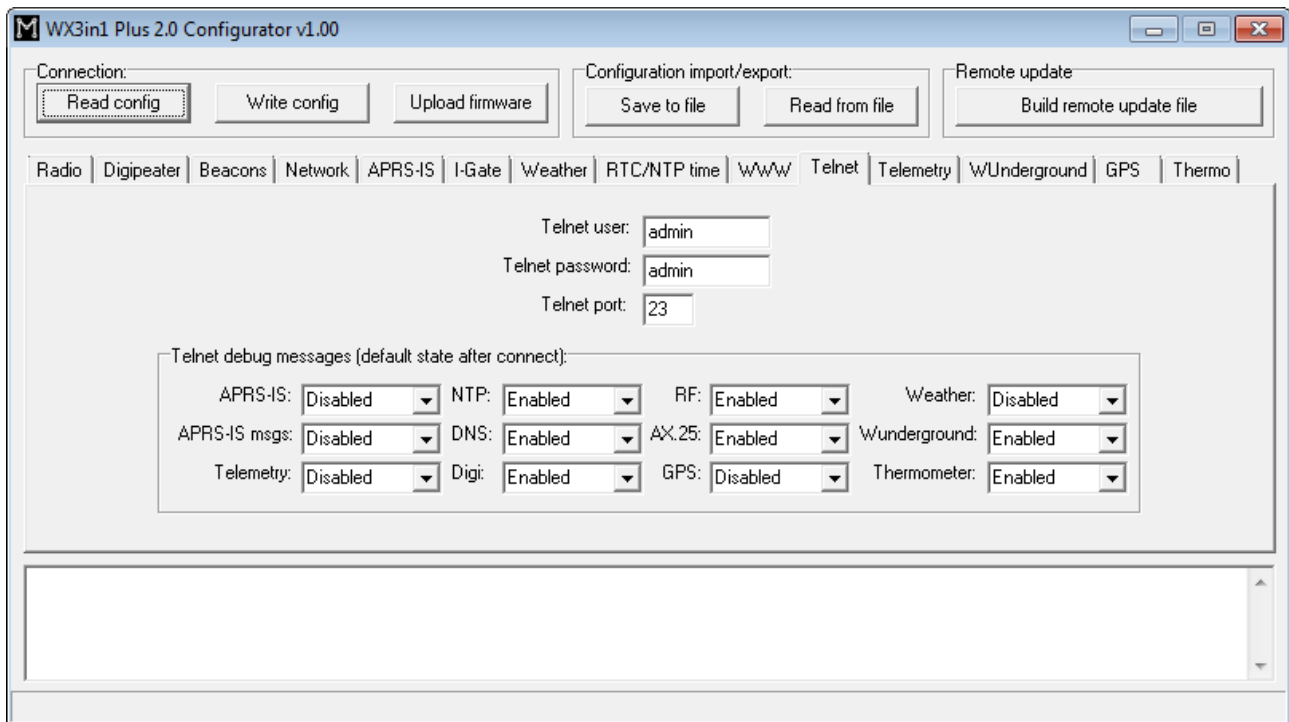 WX3in1 Plus 2.0 Configurator v1.00
Connection: Configuration import/export: Remote update
Read config Write config Upload firmware Save to file Read from file Build remote update file
Radio Digipeater Beacons Network APRS-IS I-Gate Weather RTC/NTP time WWW Telnet Telemetry WUnderground GPS Thermo
Telnet user: admin
Telnet password: admin
Telnet port: 23
Telnet debug messages (default state after connect):
APRS-IS: Disabled NTP: Enabled RF: Enabled Weather: Disabled
APRS-IS msgs: Disabled DNS: Enabled AX.25: Enabled Wunderground: Enabled
Telemetry: Disabled Digi: Enabled GPS: Disabled Thermometer: Enabled